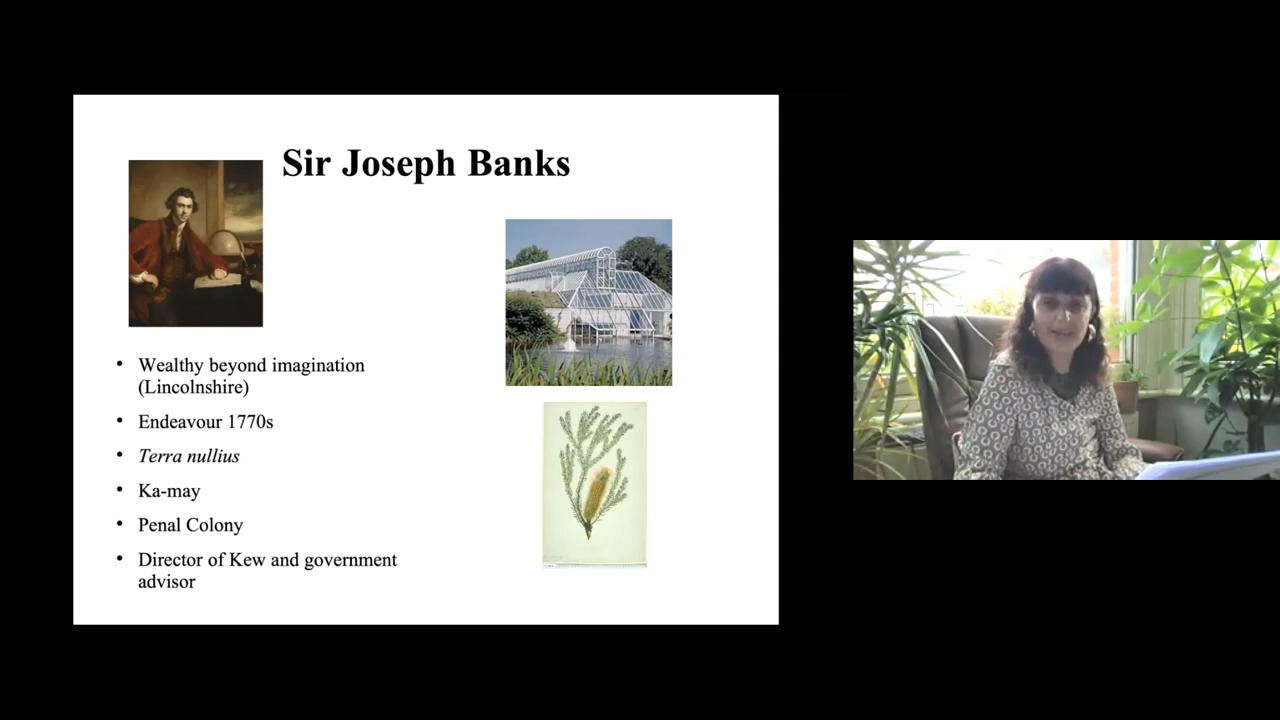 Sir Joseph Banks
• Wealthy beyond imagination
(Lincolnshire)
• Endeavour 1770s
• Terra nullius
• Ka-may
• Penal Colony
• Director of Kew and government
advisor